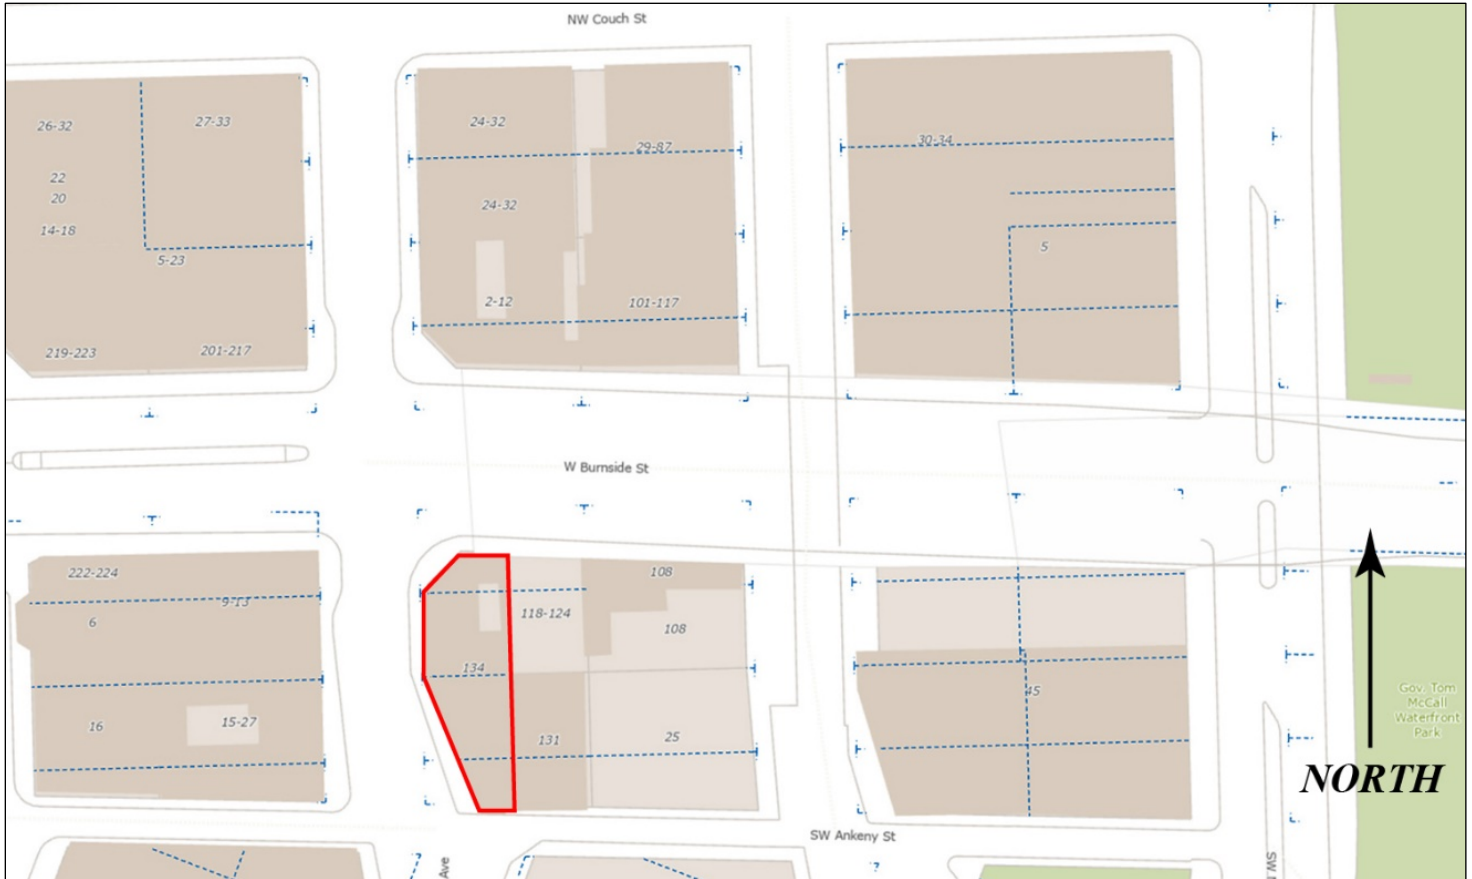 NW Couch St
26-32
27-33
24-32
29-87
30-34
22
20
24-32
14-18
5-23
5
2-12
101-117
219-223
201-217
W Burnside St
222-224
9-13
6
108
118-124
108
134
45
Gov. Tom
McCall
Waterfront
Park
16
15-27
131
25
NORTH
SW Ankeny St
Ave
SW